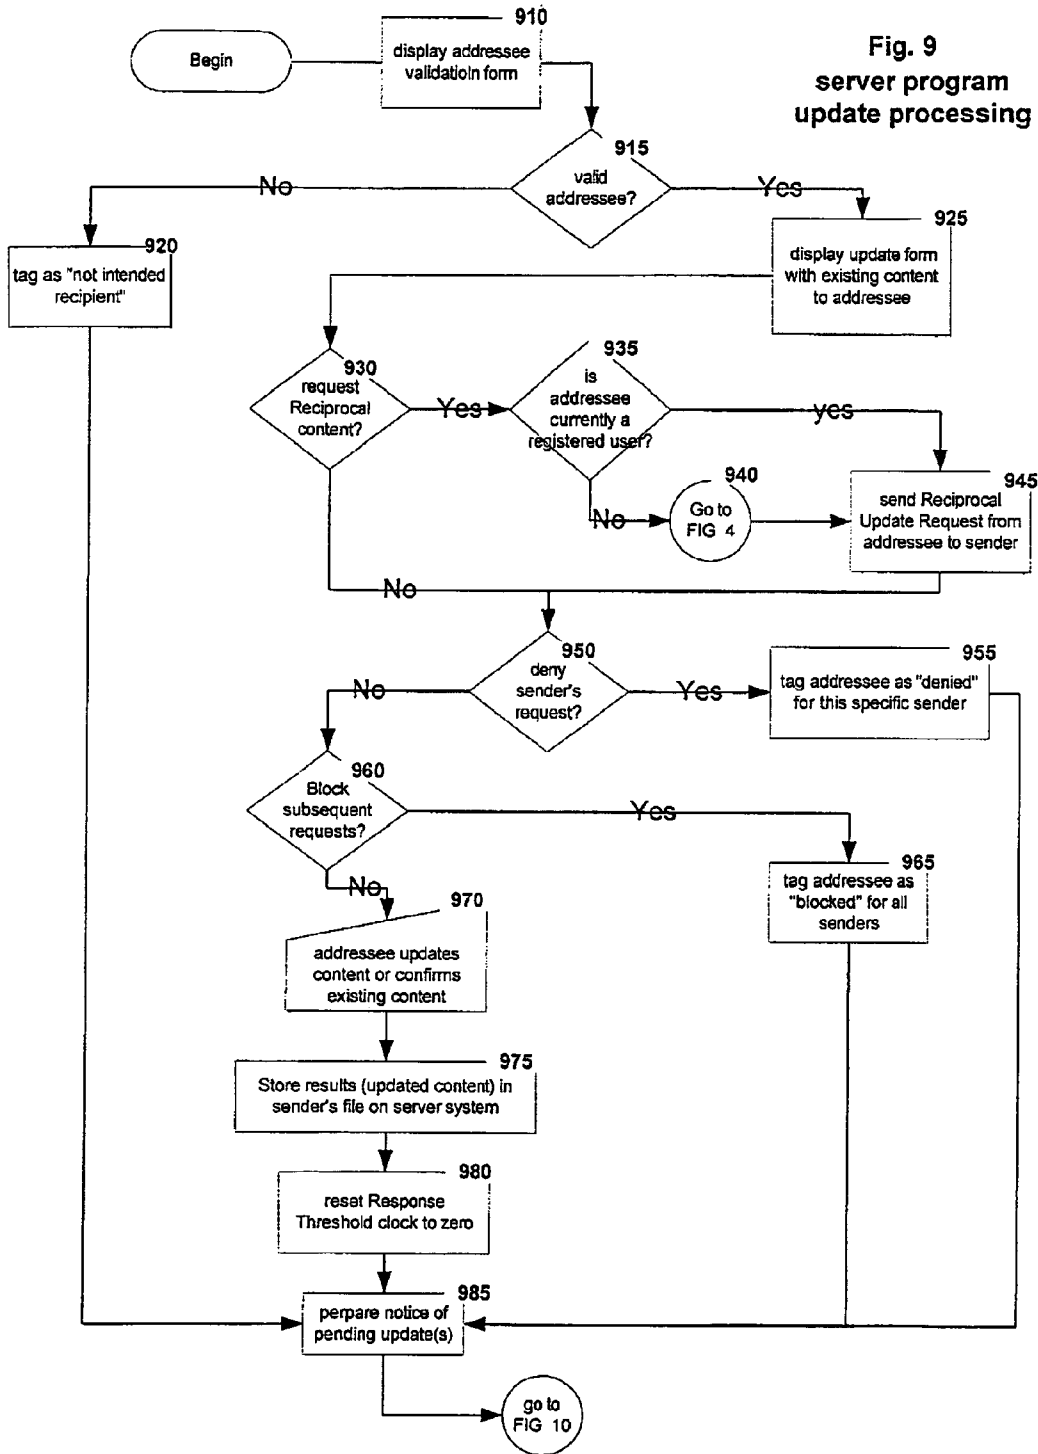 Fig. 9
server program
update processing
Begin
910
display addressee
validatioln form
915
valid
addressee?
No
Yes
920
tag as "not intended
recipient"
925
display update form
with existing content
to addressee
930
request
Reciprocal
content?
Yes
935
is
addressee
currently a
registered user?
yes
No
940
Go to
FIG 4
945
send Reciprocal
Update Request from
addressee to sender
No
950
deny
sender's
request?
No
Yes
955
tag addressee as "denied"
for this specific sender
960
Block
subsequent
requests?
Yes
No
965
tag addressee as
"blocked" for all
senders
970
addressee updates
content or confirms
existing content
975
Store results (updated content) in
sender's file on server system
980
reset Response
Threshold clock to zero
985
perpare notice of
pending update(s)
go to
FIG 10